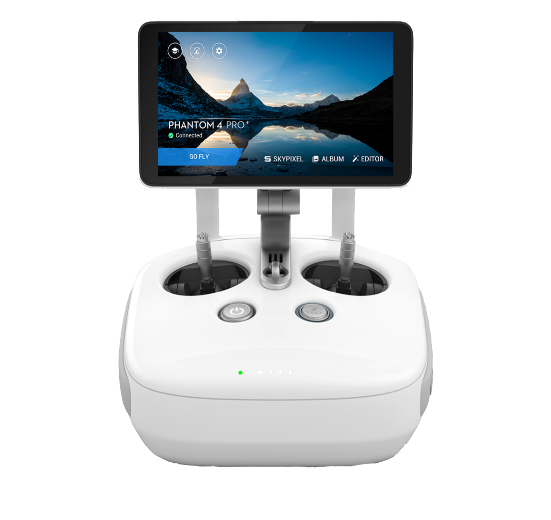 PHANTOM 4 PRO+
Connected
GO FLY
SKYPIXEL
ALBUM
EDITOR